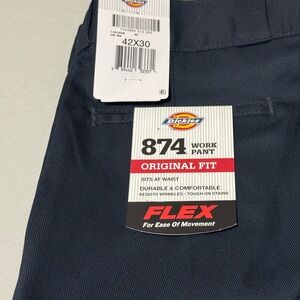 42X30
Dickies
Dickies
874 WORK
PANT
ORIGINAL FIT
SITS AT WAIST
DURABLE & COMFORTABLE
RESISTS WRINKLES · TOUGH ON STAINS
FLEX
For Ease Of Movement